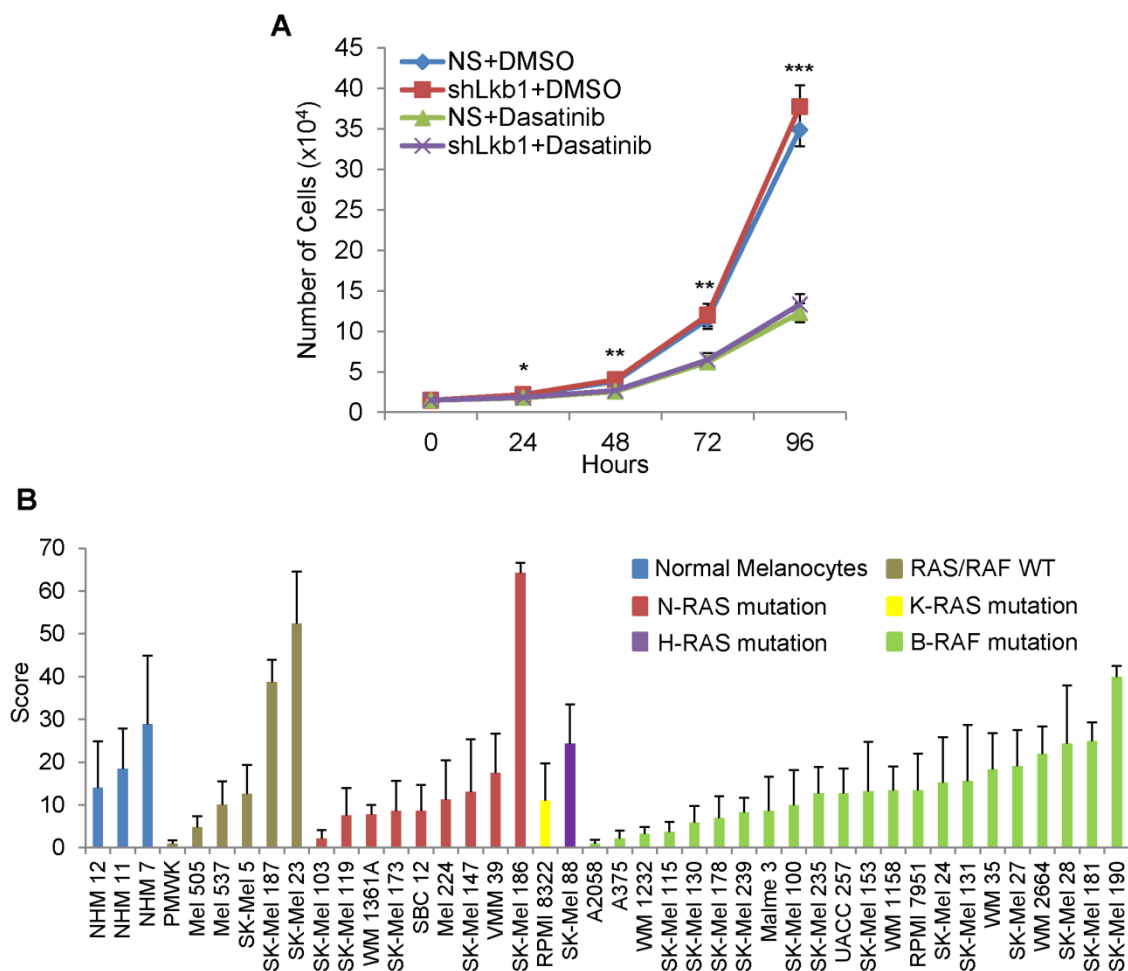 A
45
40
35
30
25
20
15
10
5
0
Number of Cells (x10⁴)
NS+DMSO
shLkb1+DMSO
NS+Dasatinib
shLkb1+Dasatinib
*
**
**
***
0 24 48 72 96
Hours
B
70
60
50
40
30
20
10
0
Score
Normal Melanocytes
RAS/RAF WT
N-RAS mutation
K-RAS mutation
H-RAS mutation
B-RAF mutation
NHM 12
NHM 11
NHM 7
PMWK
Mel 505
Mel 537
SK-Mel 5
SK-Mel 187
SK-Mel 23
SK-Mel 103
SK-Mel 119
WM 1361A
SK-Mel 173
SBC 12
Mel 224
SK-Mel 147
VMM 39
SK-Mel 186
RPMI 8322
SK-Mel 88
A2058
A375
WM 1232
SK-Mel 115
SK-Mel 130
SK-Mel 178
SK-Mel 239
Malme 3
SK-Mel 100
SK-Mel 235
UACC 257
SK-Mel 153
WM 1158
RPMI 7951
SK-Mel 24
SK-Mel 131
WM 35
SK-Mel 27
WM 2664
SK-Mel 28
SK-Mel 181
SK-Mel 190